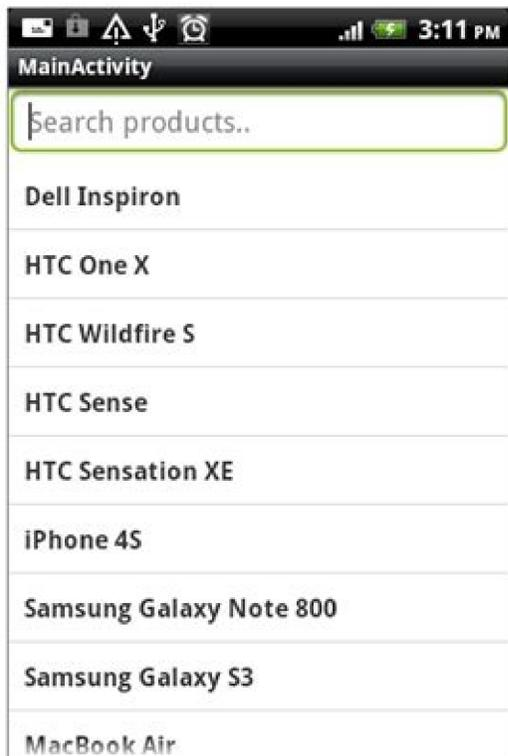 3:11 PM
MainActivity
Search products..
Dell Inspiron
HTC One X
HTC Wildfire S
HTC Sense
HTC Sensation XE
iPhone 4S
Samsung Galaxy Note 800
Samsung Galaxy S3
MacBook Air